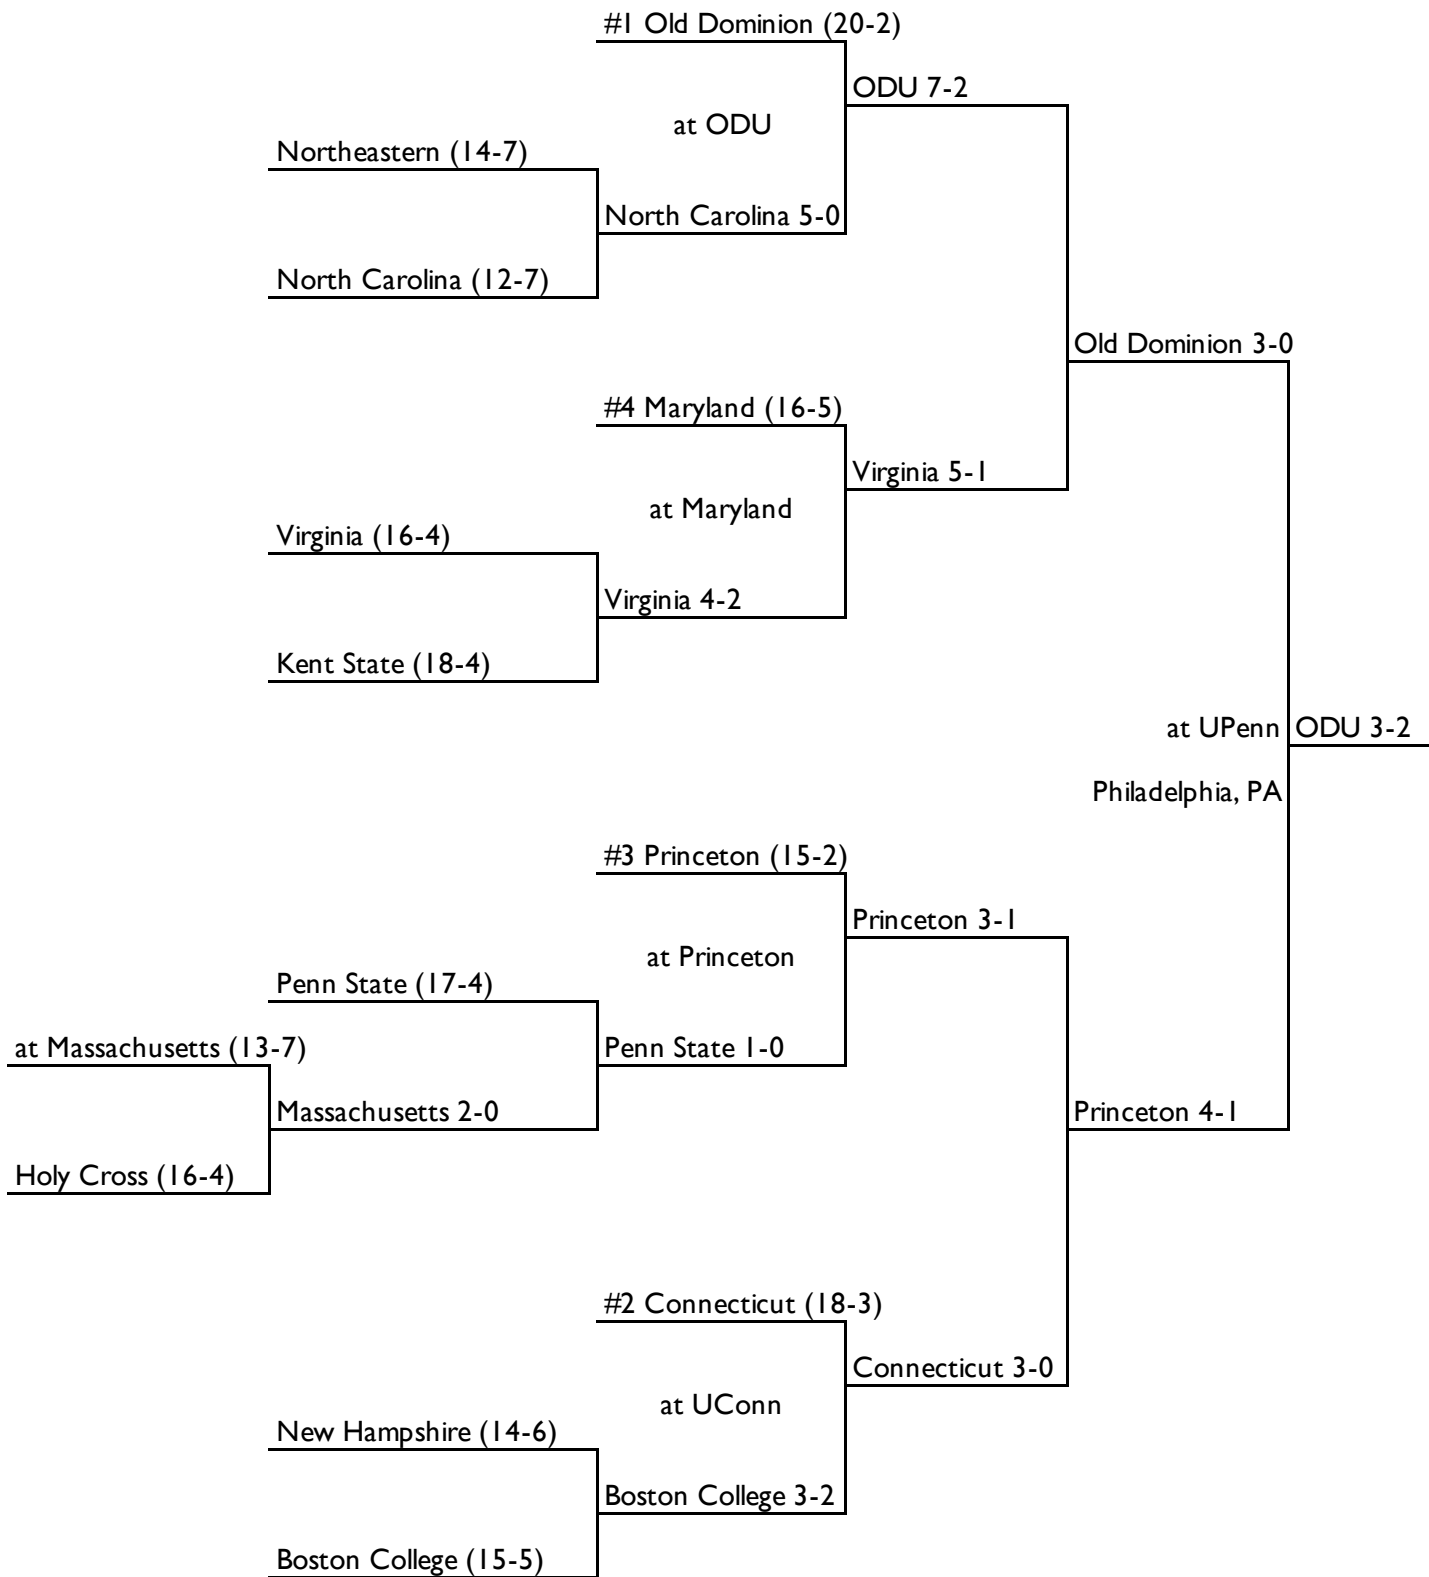 #1 Old Dominion (20-2)
ODU 7-2
at ODU
Northeastern (14-7)
North Carolina 5-0
North Carolina (12-7)
Old Dominion 3-0
#4 Maryland (16-5)
Virginia 5-1
at Maryland
Virginia (16-4)
Virginia 4-2
Kent State (18-4)
at UPenn
ODU 3-2
Philadelphia, PA
#3 Princeton (15-2)
Princeton 3-1
at Princeton
Penn State (17-4)
at Massachusetts (13-7)
Penn State 1-0
Massachusetts 2-0
Princeton 4-1
Holy Cross (16-4)
#2 Connecticut (18-3)
Connecticut 3-0
at UConn
New Hampshire (14-6)
Boston College 3-2
Boston College (15-5)